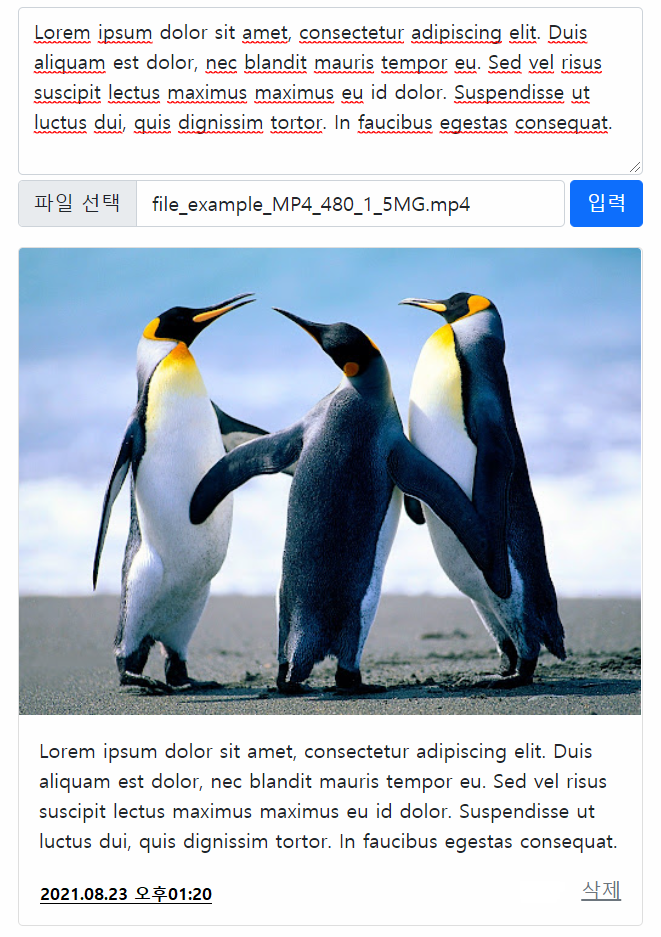 Lorem ipsum dolor sit amet, consectetur adipiscing elit. Duis
aliquam est dolor, nec blandit mauris tempor eu. Sed vel risus
suscipit lectus maximus maximus eu id dolor. Suspendisse ut
luctus dui, quis dignissim tortor. In faucibus egestas consequat.
파일 선택 file_example_MP4_480_1_5MG.mp4 입력
Lorem ipsum dolor sit amet, consectetur adipiscing elit. Duis
aliquam est dolor, nec blandit mauris tempor eu. Sed vel risus
suscipit lectus maximus maximus eu id dolor. Suspendisse ut
luctus dui, quis dignissim tortor. In faucibus egestas consequat.
2021.08.23 오후01:20 삭제